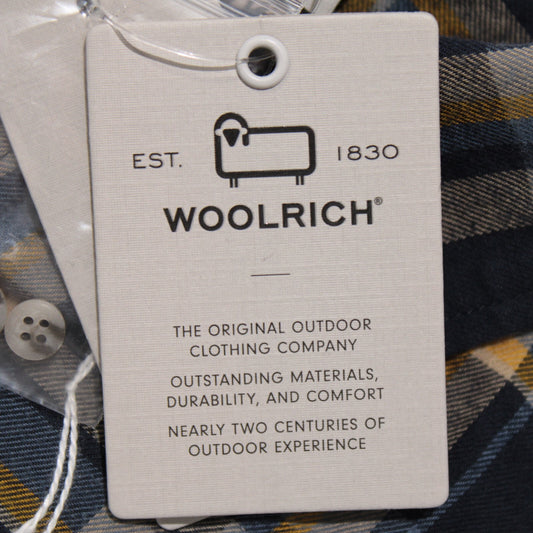 EST. 1830
WOOLRICH®
THE ORIGINAL OUTDOOR
CLOTHING COMPANY
OUTSTANDING MATERIALS,
DURABILITY, AND COMFORT
NEARLY TWO CENTURIES OF
OUTDOOR EXPERIENCE